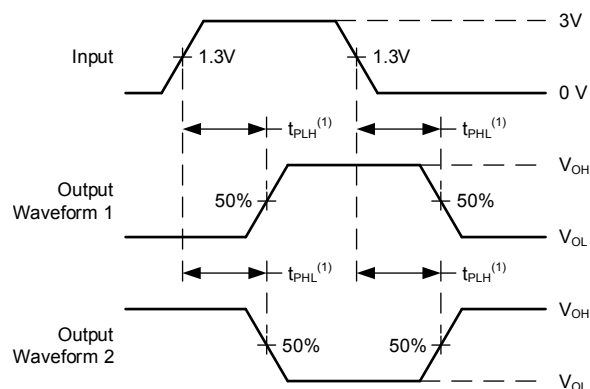 3V
Input
1.3V
1.3V
0 V
tPLH(1)
tPHL(1)
VOH
Output
Waveform 1
50%
50%
VOL
tPHL(1)
tPLH(1)
VOH
Output
Waveform 2
50%
50%
VOL